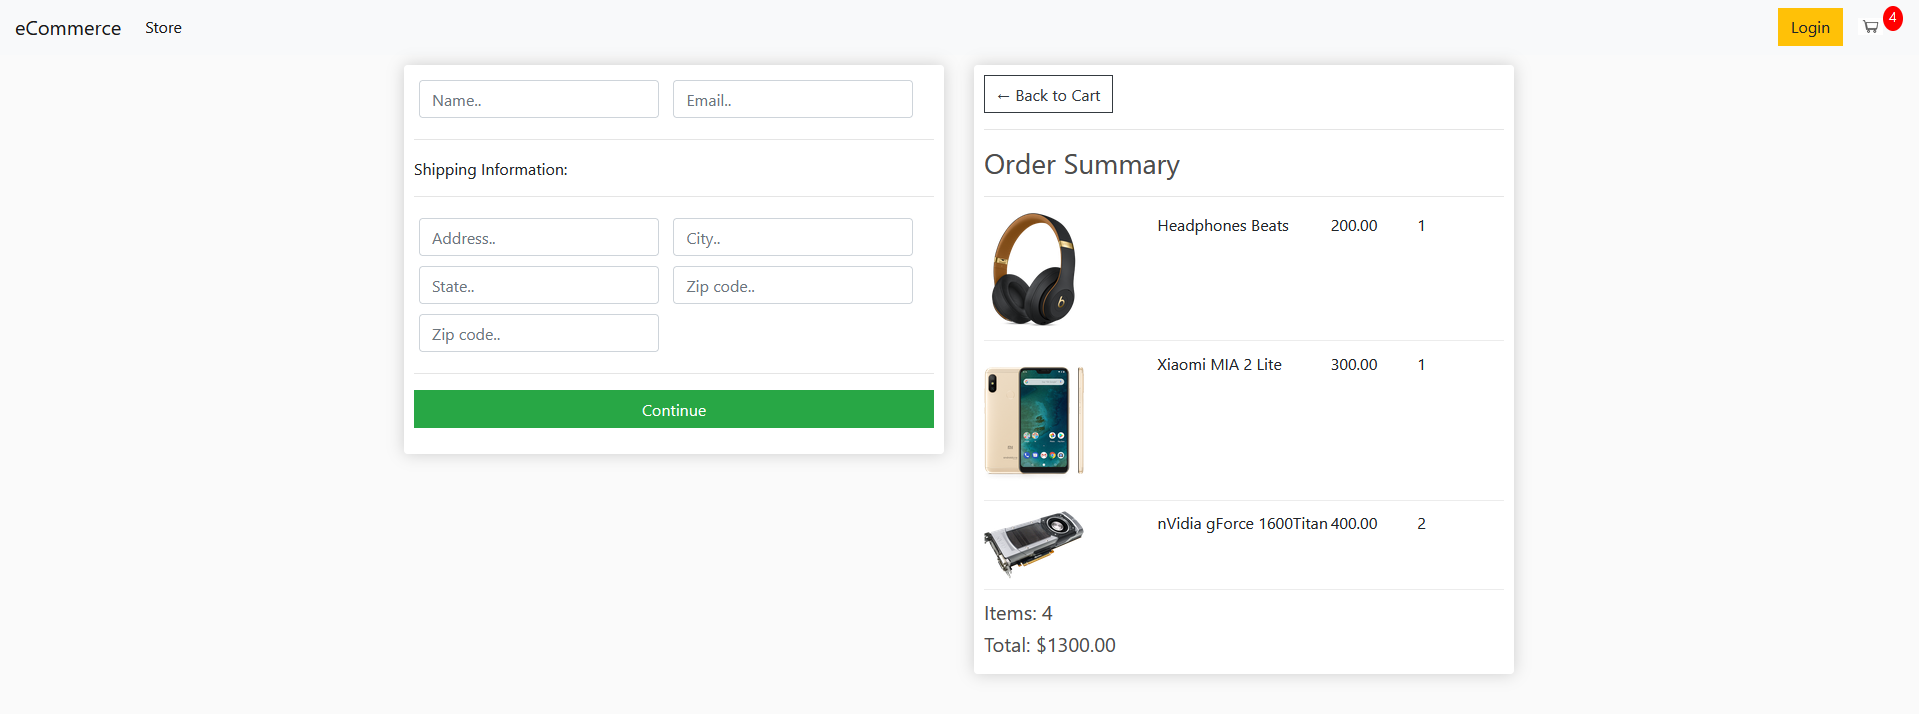 eCommerce Store Login 4
Name.. Email..
Shipping Information:
Address.. City..
State.. Zip code..
Zip code..
Continue
← Back to Cart
Order Summary
Headphones Beats 200.00 1
Xiaomi MIA 2 Lite 300.00 1
nVidia gForce 1600Titan 400.00 2
Items: 4
Total: $1300.00